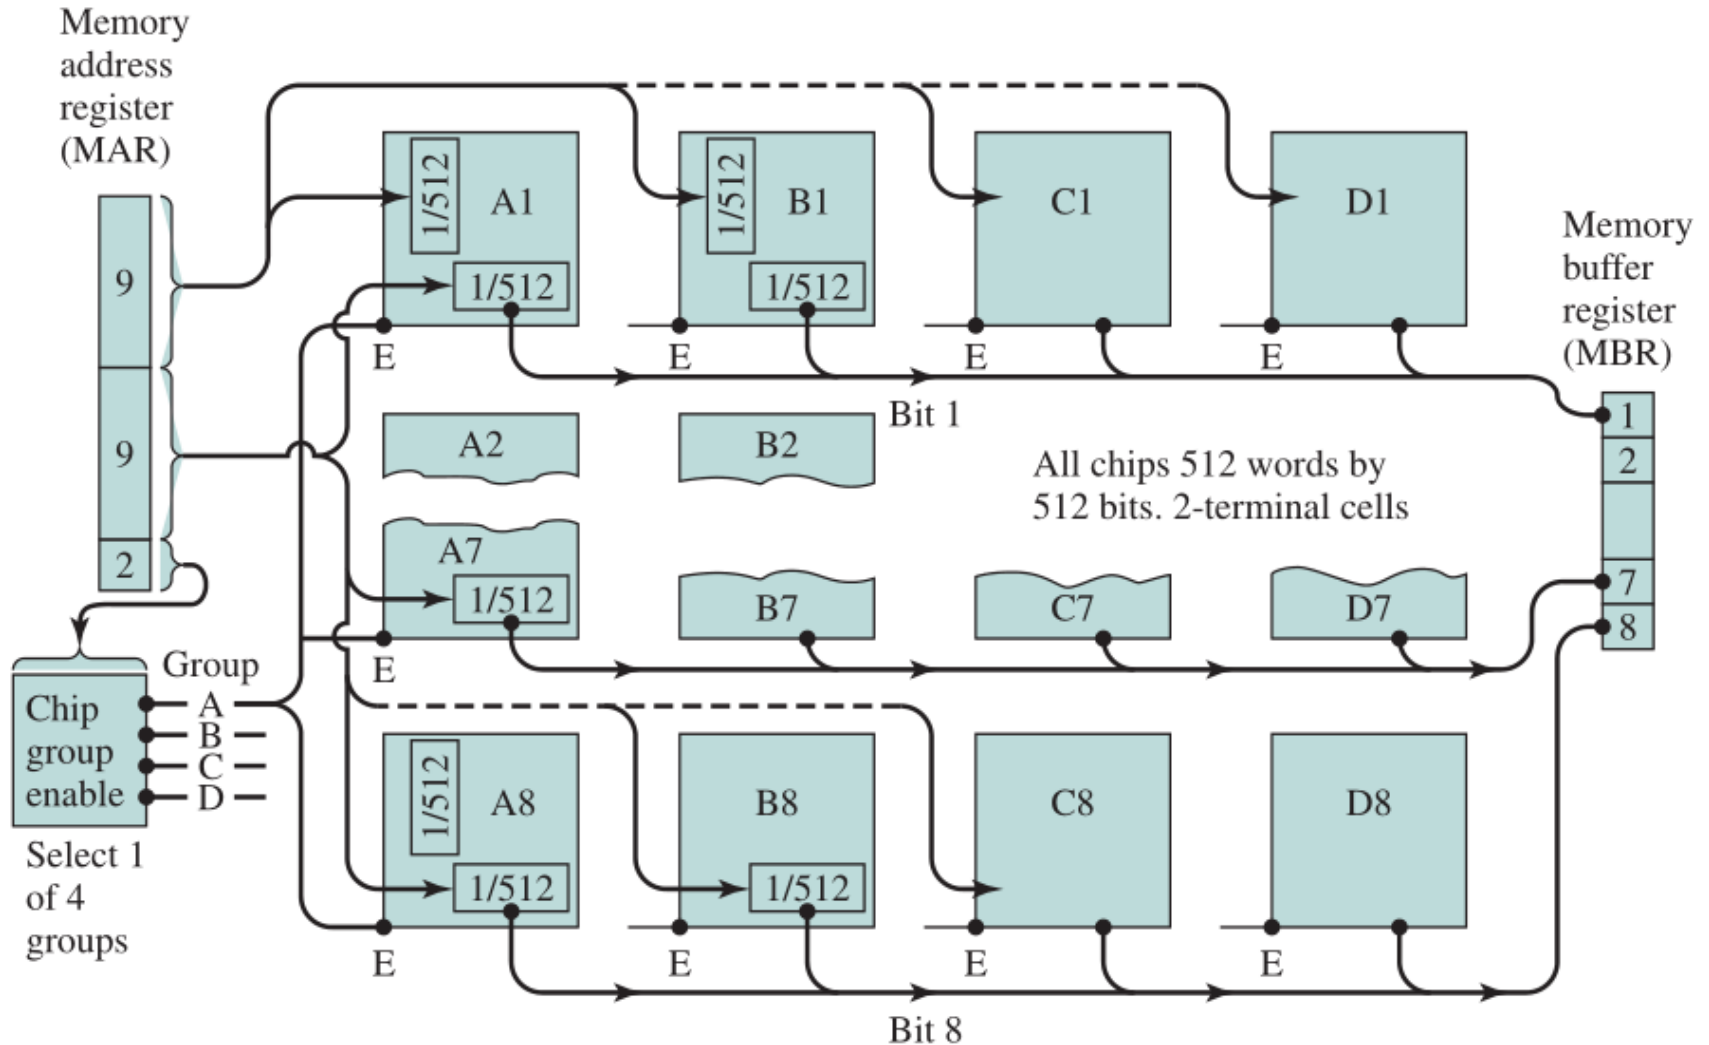 Memory
address
register
(MAR)
9
9
2
Chip
group
enable
Select 1
of 4
groups
Group
A
B
C
D
1/512
A1
1/512
E
1/512
B1
1/512
E
C1
E
D1
E
Bit 1
A2
B2
All chips 512 words by
512 bits. 2-terminal cells
A7
1/512
E
B7
C7
D7
1/512
A8
1/512
E
B8
1/512
E
C8
E
D8
E
Bit 8
Memory
buffer
register
(MBR)
1
2
7
8